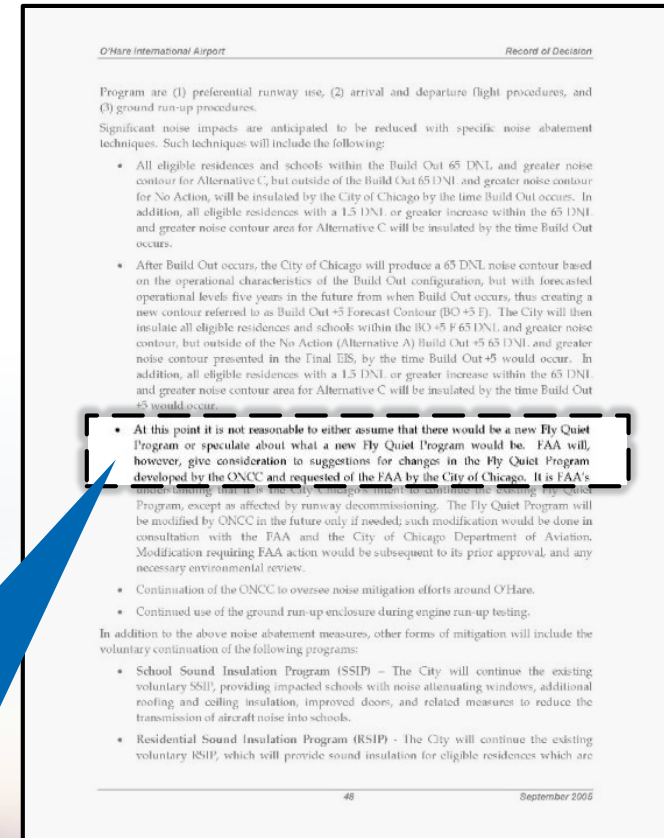 O'Hare International Airport Record of Decision
Program are (1) preferential runway use, (2) arrival and departure flight procedures, and
(3) ground run-up procedures.
Significant noise impacts are anticipated to be reduced with specific noise abatement
techniques. Such techniques will include the following:
• All eligible residences and schools within the Build Out 65 DNL and greater noise
contour for Alternative C, but outside of the Build Out 65 DNL and greater noise contour
for No Action, will be insulated by the City of Chicago by the time Build Out occurs. In
addition, all eligible residences with a 1.5 DNL or greater increase within the 65 DNL
and greater noise contour area for Alternative C will be insulated by the time Build Out
occurs.
• After Build Out occurs, the City of Chicago will produce a 65 DNL noise contour based
on the operational characteristics of the Build Out configuration, but with forecasted
operational levels five years in the future from when Build Out occurs, thus creating a
new contour referred to as Build Out +5 Forecast Contour (BO +5 F). The City will then
insulate all eligible residences and schools within the BO +5 F 65 DNL and greater noise
contour, but outside of the No Action (Alternative A) Build Out +5 65 DNL and greater
noise contour presented in the Final EIS, by the time Build Out +5 would occur. In
addition, all eligible residences with a 1.5 DNL or greater increase within the 65 DNL
and greater noise contour area for Alternative C will be insulated by the time Build Out
+5 would occur.
• At this point it is not reasonable to either assume that there would be a new Fly Quiet
Program or speculate about what a new Fly Quiet Program would be. FAA will,
however, give consideration to suggestions for changes in the Fly Quiet Program
developed by the ONCC and requested of the FAA by the City of Chicago. It is FAA's
understanding that it is the City Chicago's intent to continue the existing Fly Quiet
Program, except as affected by runway decommissioning. The Fly Quiet Program will
be modified by ONCC in the future only if needed; such modification would be done in
consultation with the FAA and the City of Chicago Department of Aviation.
Modification requiring FAA action would be subsequent to its prior approval, and any
necessary environmental review.
• Continuation of the ONCC to oversee noise mitigation efforts around O'Hare.
• Continued use of the ground run-up enclosure during engine run-up testing.
In addition to the above noise abatement measures, other forms of mitigation will include the
voluntary continuation of the following programs:
• School Sound Insulation Program (SSIP) – The City will continue the existing
voluntary SSIP, providing impacted schools with noise attenuating windows, additional
roofing and ceiling insulation, improved doors, and related measures to reduce the
transmission of aircraft noise into schools.
• Residential Sound Insulation Program (RSIP) - The City will continue the existing
voluntary RSIP, which will provide sound insulation for eligible residences which are
48 September 2005